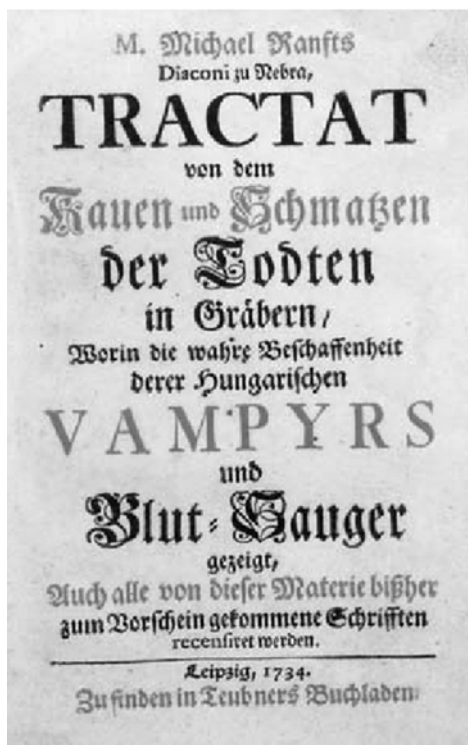 M. Michael Ranfts
Diaconi zu Nebra,
TRACTAT
von dem
Kauen und Schmatzen
der Todten
in Gräbern,
Worin die wahre Beschaffenheit
derer Hungarischen
VAMPYRS
und
Blut-Sauger
gezeigt,
Auch alle von dieser Materie bißher
zum Vorschein gekommene Schrifften
recensiret werden.
Leipzig, 1734.
Zu finden in Teubners Buchladen.